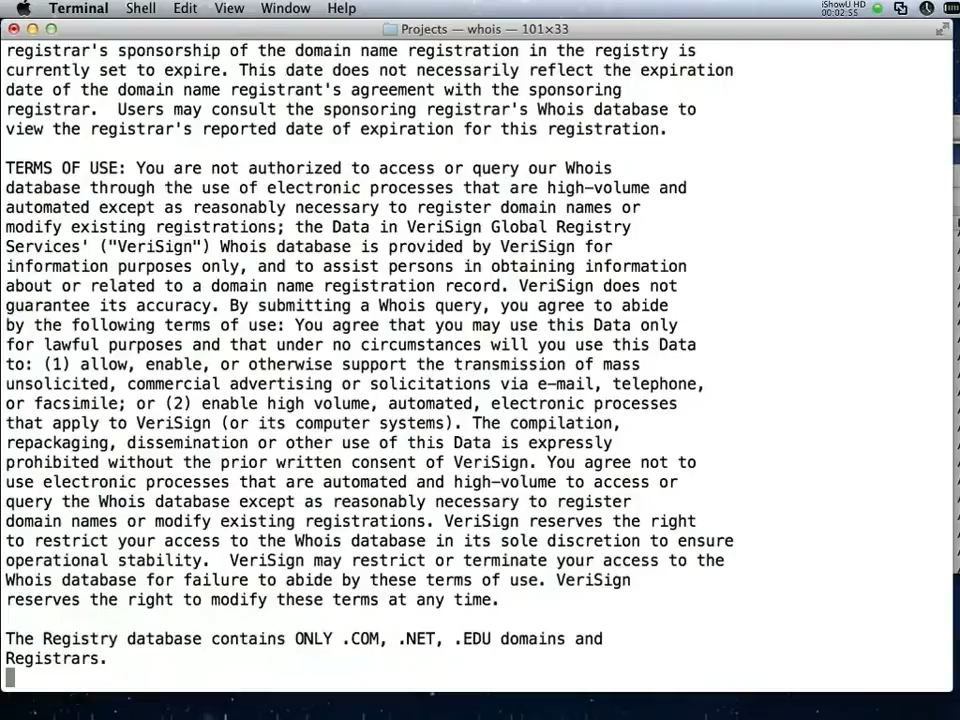 Terminal Shell Edit View Window Help iShowU HD
00:02:55
Projects — whois — 101×33
registrar's sponsorship of the domain name registration in the registry is
currently set to expire. This date does not necessarily reflect the expiration
date of the domain name registrant's agreement with the sponsoring
registrar.  Users may consult the sponsoring registrar's Whois database to
view the registrar's reported date of expiration for this registration.
TERMS OF USE: You are not authorized to access or query our Whois
database through the use of electronic processes that are high-volume and
automated except as reasonably necessary to register domain names or
modify existing registrations; the Data in VeriSign Global Registry
Services' ("VeriSign") Whois database is provided by VeriSign for
information purposes only, and to assist persons in obtaining information
about or related to a domain name registration record. VeriSign does not
guarantee its accuracy. By submitting a Whois query, you agree to abide
by the following terms of use: You agree that you may use this Data only
for lawful purposes and that under no circumstances will you use this Data
to: (1) allow, enable, or otherwise support the transmission of mass
unsolicited, commercial advertising or solicitations via e-mail, telephone,
or facsimile; or (2) enable high volume, automated, electronic processes
that apply to VeriSign (or its computer systems). The compilation,
repackaging, dissemination or other use of this Data is expressly
prohibited without the prior written consent of VeriSign. You agree not to
use electronic processes that are automated and high-volume to access or
query the Whois database except as reasonably necessary to register
domain names or modify existing registrations. VeriSign reserves the right
to restrict your access to the Whois database in its sole discretion to ensure
operational stability.  VeriSign may restrict or terminate your access to the
Whois database for failure to abide by these terms of use. VeriSign
reserves the right to modify these terms at any time.
The Registry database contains ONLY .COM, .NET, .EDU domains and
Registrars.